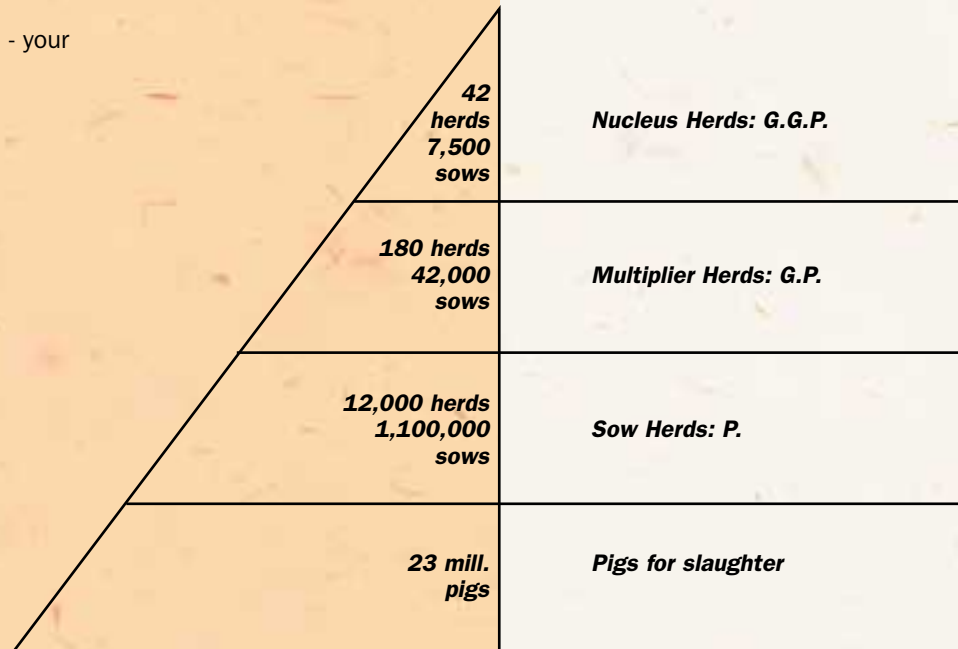 - your
42
herds
7,500
sows
Nucleus Herds: G.G.P.
180 herds
42,000
sows
Multiplier Herds: G.P.
12,000 herds
1,100,000
sows
Sow Herds: P.
23 mill.
pigs
Pigs for slaughter